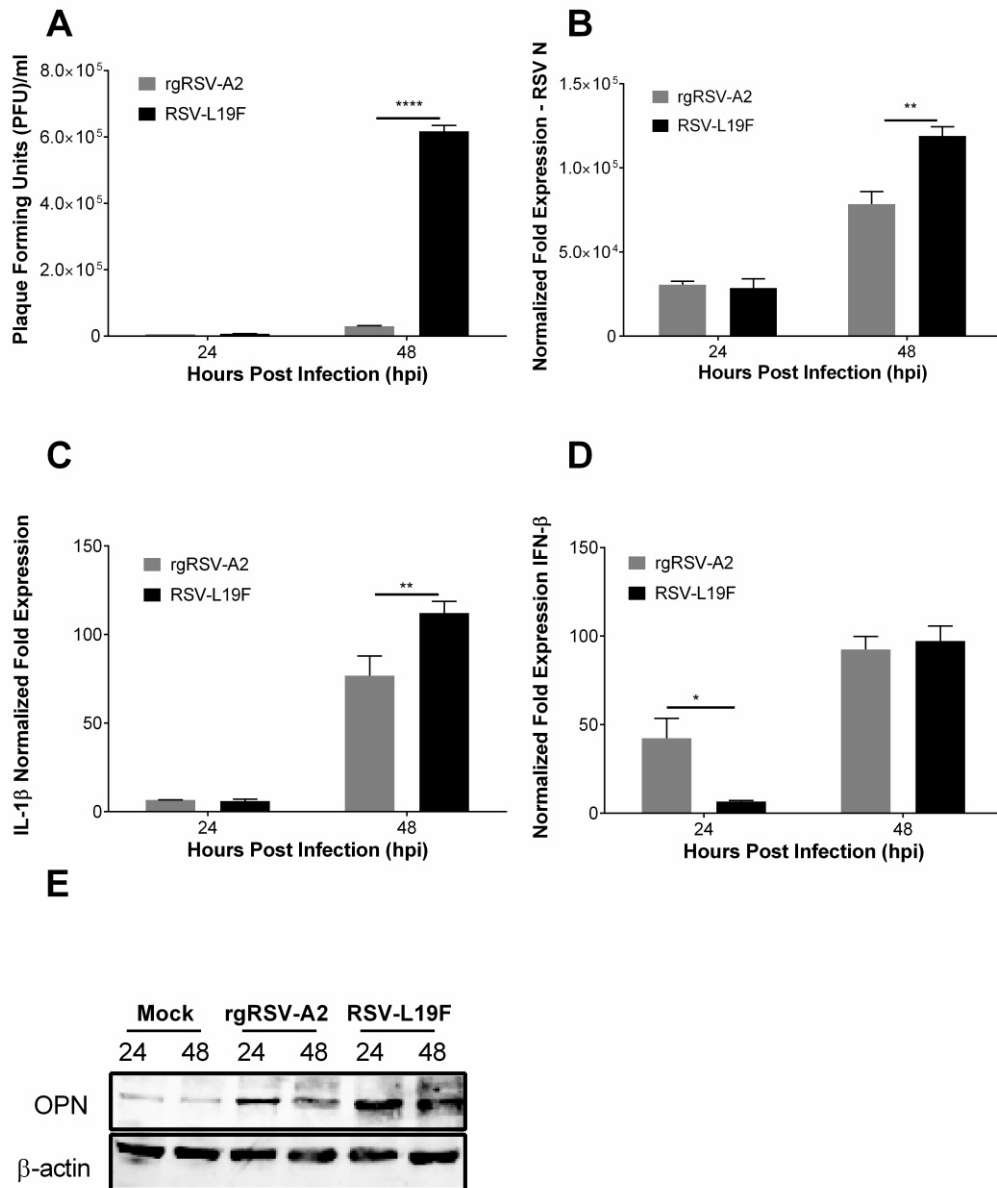 A
Plaque Forming Units (PFU)/ml
8.0×10⁵
6.0×10⁵
4.0×10⁵
2.0×10⁵
0
rgRSV-A2
RSV-L19F
****
24
48
Hours Post Infection (hpi)
B
Normalized Fold Expression - RSV N
1.5×10⁵
1.0×10⁵
5.0×10⁴
0
rgRSV-A2
RSV-L19F
**
24
48
Hours Post Infection (hpi)
C
IL-1β Normalized Fold Expression
150
100
50
0
rgRSV-A2
RSV-L19F
**
24
48
Hours Post Infection (hpi)
D
Normalized Fold Expression IFN-β
150
100
50
0
rgRSV-A2
RSV-L19F
*
24
48
Hours Post Infection (hpi)
E
Mock rgRSV-A2 RSV-L19F
24 48 24 48 24 48
OPN
β-actin